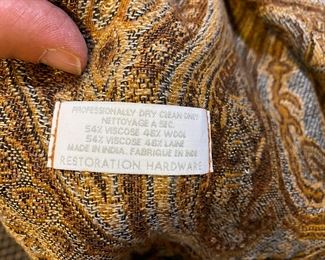 PROFESSIONALLY DRY CLEAN ONLY
NETTOYAGE A SEC.
54% VISCOSE 46% WOOL
54% VISCOSE 46% LAINE
MADE IN INDIA. FABRIQUE EN INDE
RESTORATION HARDWARE